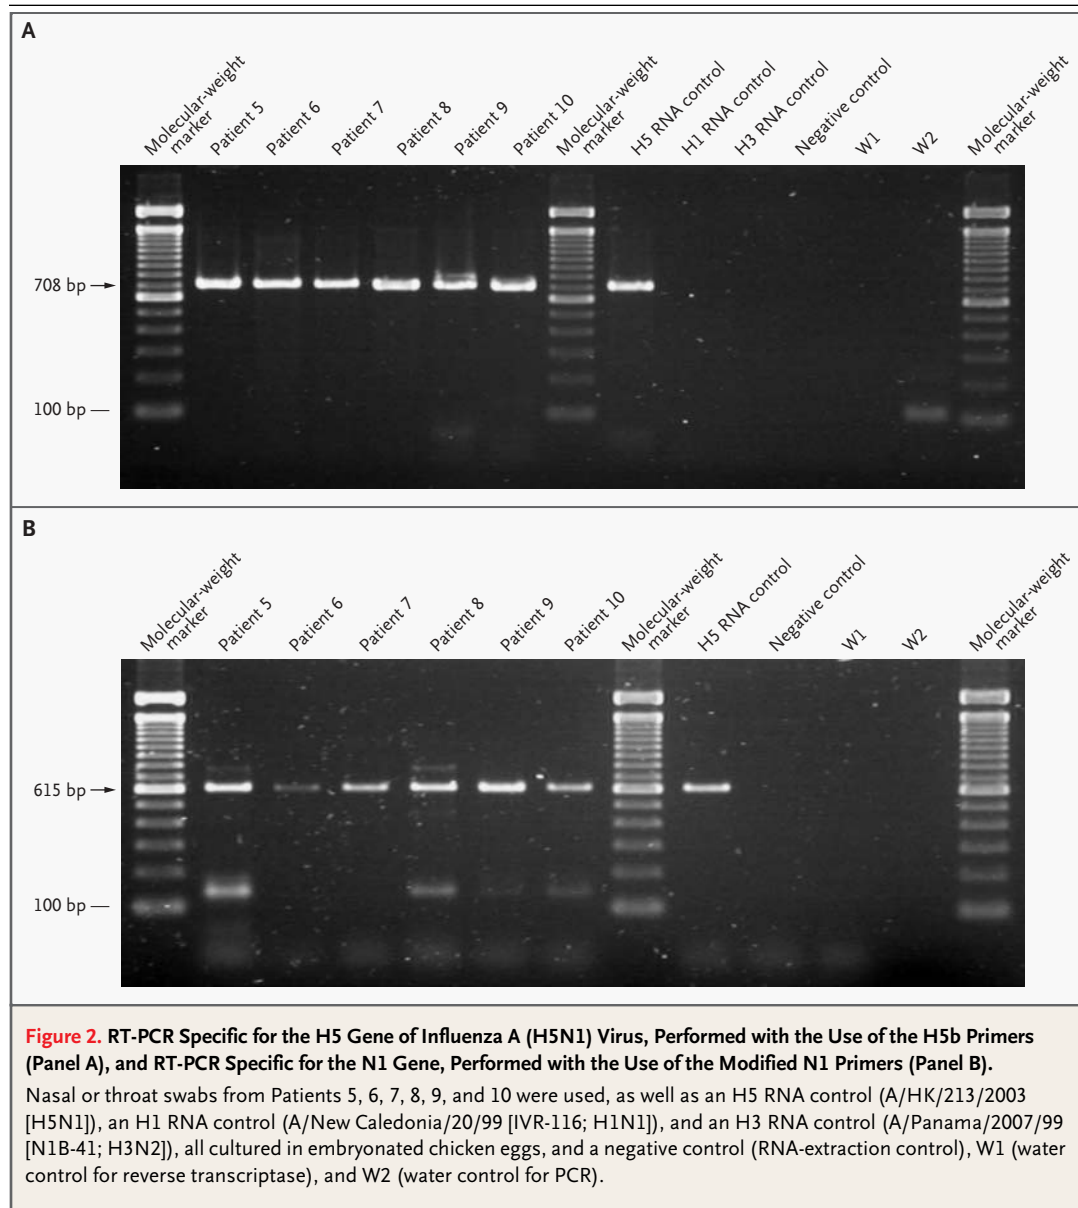 A
Molecular-weight
marker
Patient 5
Patient 6
Patient 7
Patient 8
Patient 9
Patient 10
Molecular-weight
marker
H5 RNA control
H1 RNA control
H3 RNA control
Negative control
W1
W2
Molecular-weight
marker
708 bp
100 bp
B
Molecular-weight
marker
Patient 5
Patient 6
Patient 7
Patient 8
Patient 9
Patient 10
Molecular-weight
marker
H5 RNA control
Negative control
W1
W2
Molecular-weight
marker
615 bp
100 bp
Figure 2. RT-PCR Specific for the H5 Gene of Influenza A (H5N1) Virus, Performed with the Use of the H5b Primers
(Panel A), and RT-PCR Specific for the N1 Gene, Performed with the Use of the Modified N1 Primers (Panel B).
Nasal or throat swabs from Patients 5, 6, 7, 8, 9, and 10 were used, as well as an H5 RNA control (A/HK/213/2003
[H5N1]), an H1 RNA control (A/New Caledonia/20/99 [IVR-116; H1N1]), and an H3 RNA control (A/Panama/2007/99
[N1B-41; H3N2]), all cultured in embryonated chicken eggs, and a negative control (RNA-extraction control), W1 (water
control for reverse transcriptase), and W2 (water control for PCR).